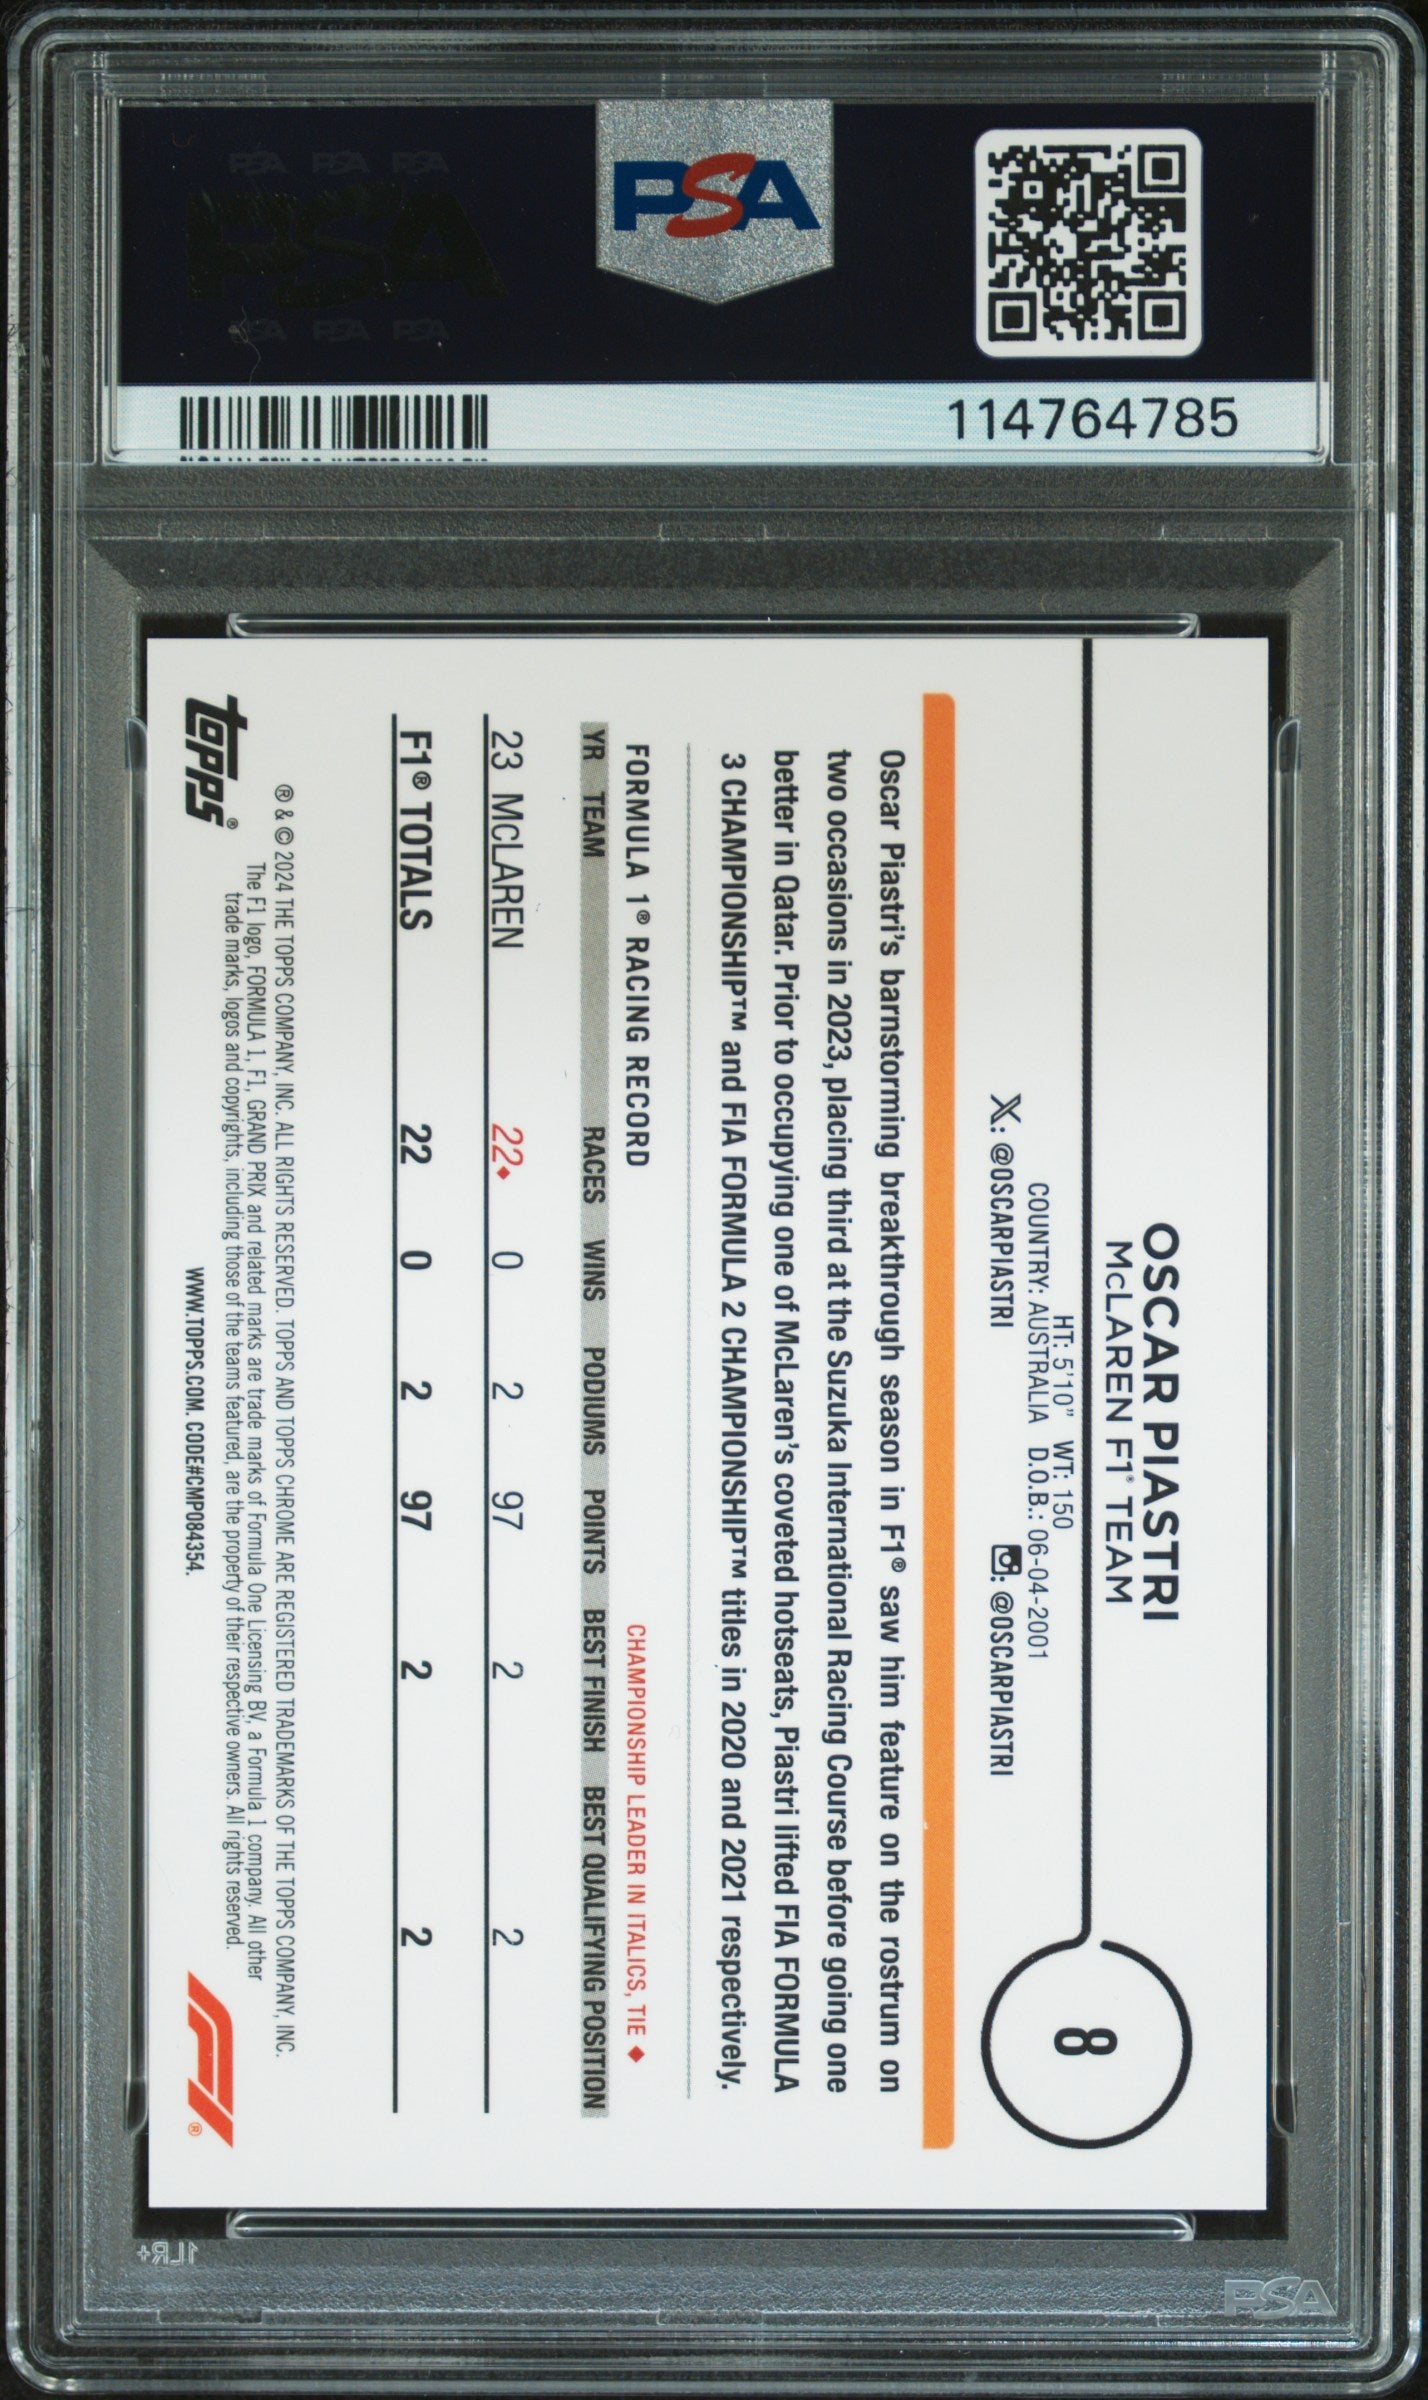 PSA PSA PSA
PSA
PSA PSA PSA
PSA
114764785
OSCAR PIASTRI
McLAREN F1® TEAM
8
HT: 5'10" WT: 150
COUNTRY: AUSTRALIA D.O.B.: 06-04-2001
X: @OSCARPIASTRI : @OSCARPIASTRI
Oscar Piastri's barnstorming breakthrough season in F1® saw him feature on the rostrum on
two occasions in 2023, placing third at the Suzuka International Racing Course before going one
better in Qatar. Prior to occupying one of McLaren's coveted hotseats, Piastri lifted FIA FORMULA
3 CHAMPIONSHIP™ and FIA FORMULA 2 CHAMPIONSHIP™ titles in 2020 and 2021 respectively.
FORMULA 1® RACING RECORD CHAMPIONSHIP LEADER IN ITALICS, TIE ♦
YR TEAM RACES WINS PODIUMS POINTS BEST FINISH BEST QUALIFYING POSITION
23 McLAREN 22♦ 0 2 97 2 2
F1® TOTALS 22 0 2 97 2 2
® & © 2024 THE TOPPS COMPANY, INC. ALL RIGHTS RESERVED. TOPPS AND TOPPS CHROME ARE REGISTERED TRADEMARKS OF THE TOPPS COMPANY, INC.
The F1 logo, FORMULA 1, F1, GRAND PRIX and related marks are trade marks of Formula One Licensing BV, a Formula 1 company. All other
trade marks, logos and copyrights, including those of the teams featured, are the property of their respective owners. All rights reserved.
topps®
WWW.TOPPS.COM. CODE#CMP084354.
F1®
1LR+
PSA